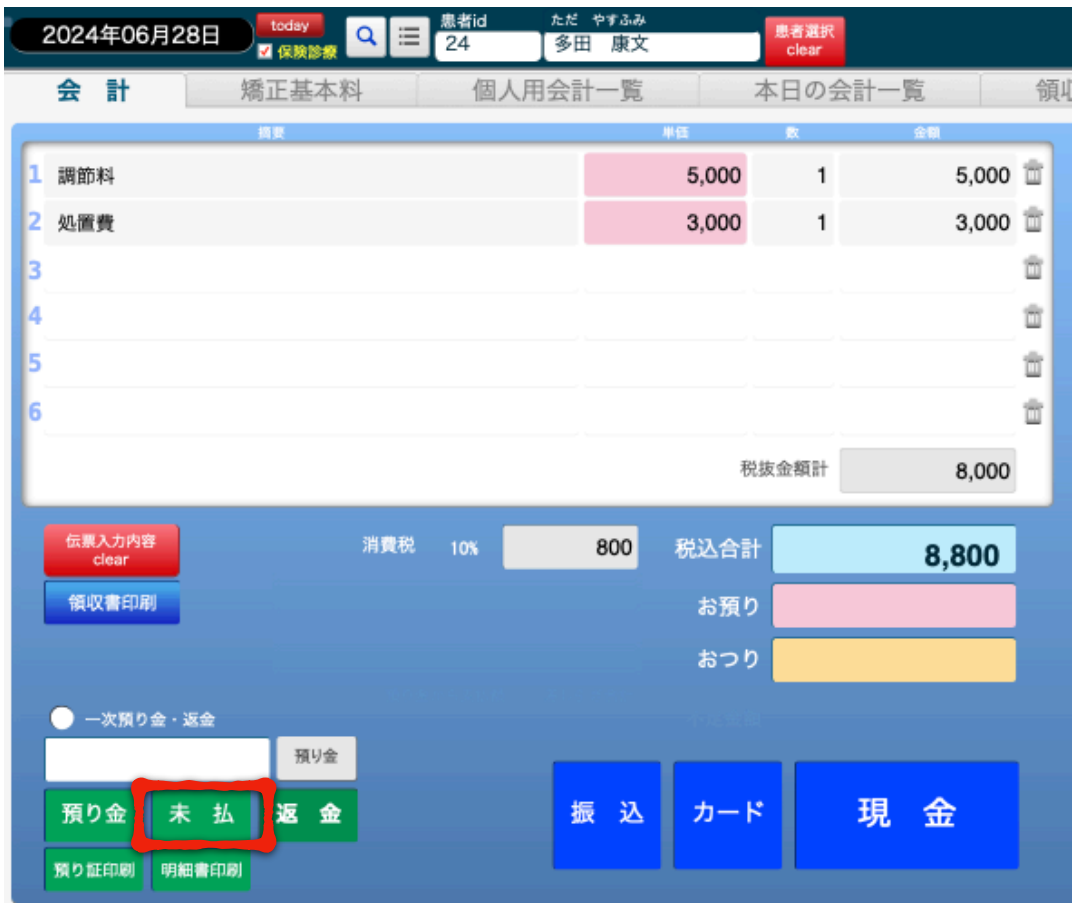 2024年06月28日
today
保険診療
患者id
24
ただ やすふみ
多田 康文
患者選択
clear
会 計
矯正基本料
個人用会計一覧
本日の会計一覧
領収
摘要
単価
数
金額
1 調節料 5,000 1 5,000
2 処置費 3,000 1 3,000
3
4
5
6
税抜金額計 8,000
伝票入力内容
clear
消費税 10% 800
税込合計 8,800
領収書印刷
お預り
おつり
一次預り金・返金
預り金
預り金
未 払
返 金
振 込
カード
現 金
預り証印刷
明細書印刷